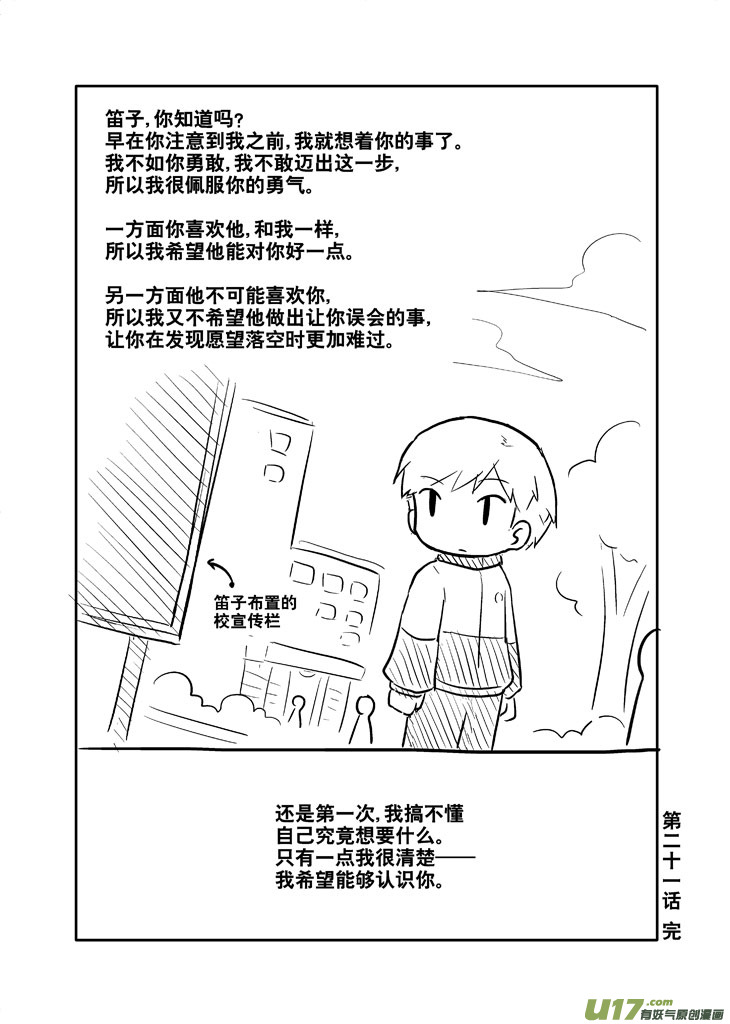 笛子,你知道吗?
早在你注意到我之前,我就想着你的事了。
我不如你勇敢,我不敢迈出这一步,
所以我很佩服你的勇气。
一方面你喜欢他,和我一样,
所以我希望他能对你好一点。
另一方面他不可能喜欢你,
所以我又不希望他做出让你误会的事,
让你在发现愿望落空时更加难过。
笛子布置的
校宣传栏
还是第一次,我搞不懂
自己究竟想要什么。
只有一点我很清楚——
我希望能够认识你。
第二十一话 完
U17.com
有妖气原创漫画